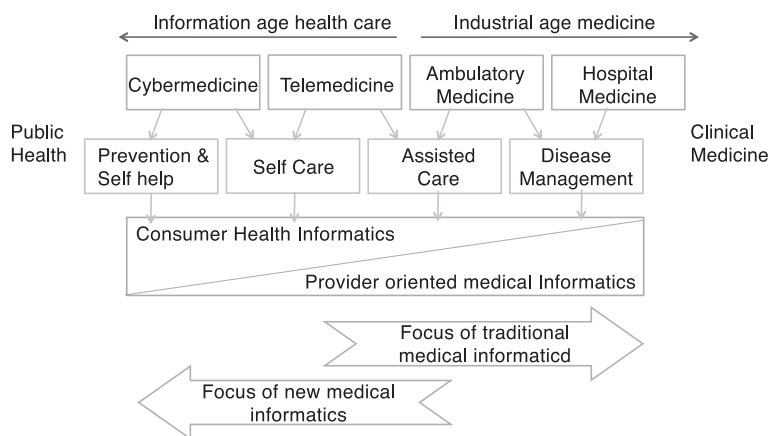 Information age health care
Industrial age medicine
Cybermedicine
Telemedicine
Ambulatory
Medicine
Hospital
Medicine
Public
Health
Clinical
Medicine
Prevention &
Self help
Self Care
Assisted
Care
Disease
Management
Consumer Health Informatics
Provider oriented medical Informatics
Focus of traditional
medical informaticd
Focus of new medical
informatics